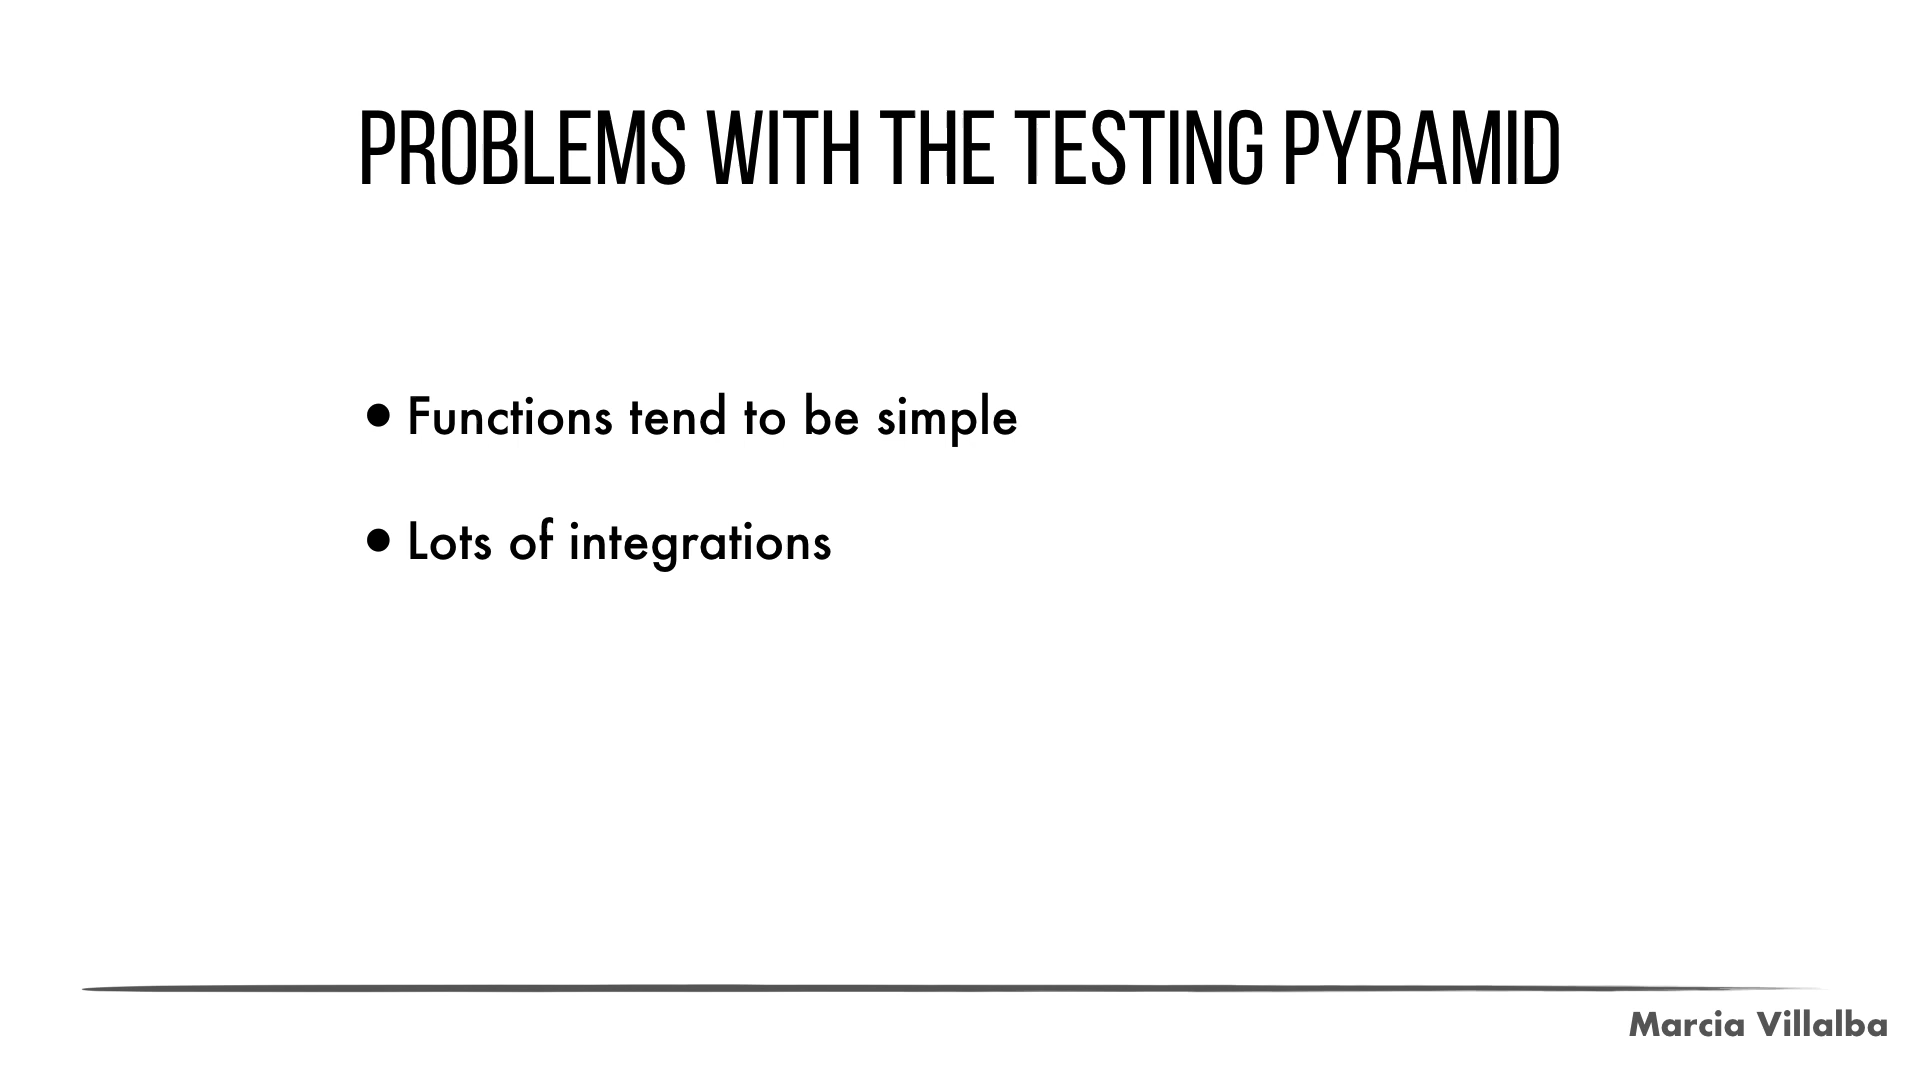 PROBLEMS WITH THE TESTING PYRAMID
• Functions tend to be simple
• Lots of integrations
Marcia Villalba